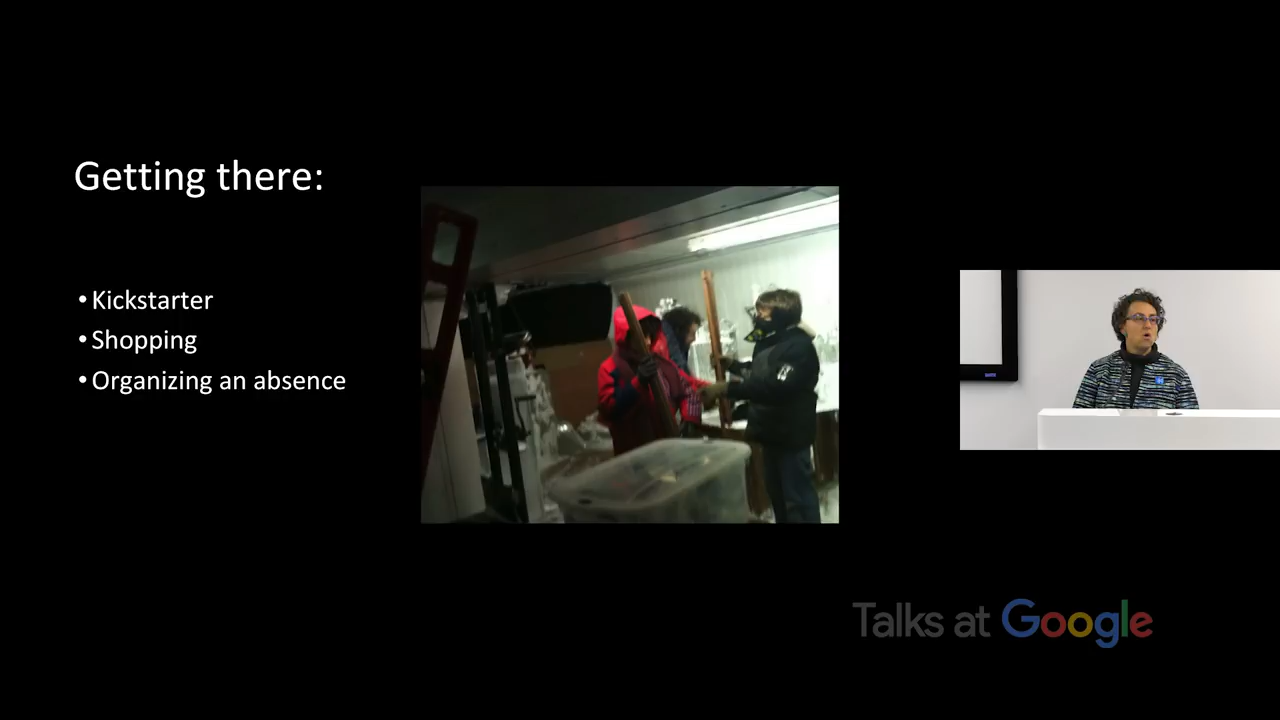 Getting there:
• Kickstarter
• Shopping
• Organizing an absence
Talks at Google